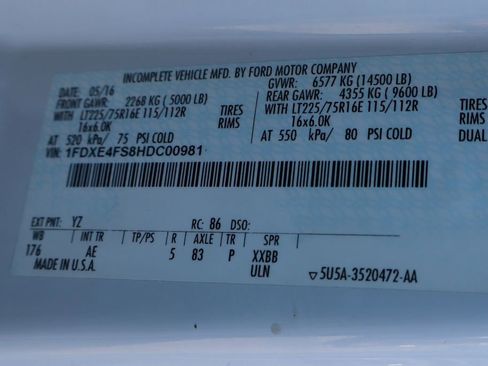 INCOMPLETE VEHICLE MFD. BY FORD MOTOR COMPANY
DATE: 05/16 GVWR: 6577 KG (14500 LB)
FRONT GAWR: 2268 KG ( 5000 LB) REAR GAWR: 4355 KG ( 9600 LB)
WITH LT225/75R16E 115/112R TIRES WITH LT225/75R16E 115/112R TIRES
16x6.0K RIMS 16x6.0K RIMS
AT 520 kPa/ 75 PSI COLD AT 550 kPa/ 80 PSI COLD DUAL
VIN: 1FDXE4FS8HDC00981
EXT PNT: YZ RC: B6 DSO:
WB INT TR TP/PS R AXLE TR SPR
176 AE 5 83 P XXBB
MADE IN U.S.A. ULN ▽5U5A-3520472-AA